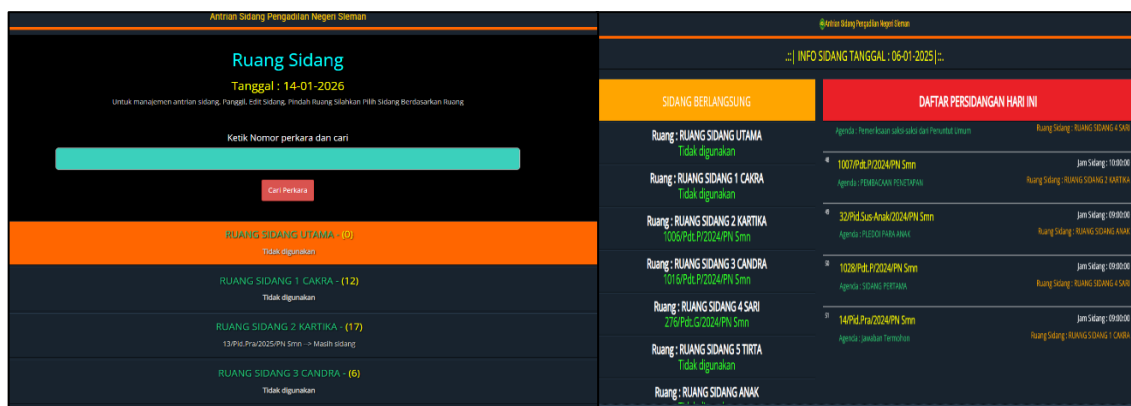 Antrian Sidang Pengadilan Negeri Sleman
Ruang Sidang
Tanggal : 14-01-2026
Untuk manajemen antrian sidang, Panggil, Edit Sidang, Pindah Ruang Silahkan Pilih Sidang Berdasarkan Ruang
Ketik Nomor perkara dan cari
Cari Perkara
RUANG SIDANG UTAMA - (0)
Tidak digunakan
RUANG SIDANG 1 CAKRA - (12)
Tidak digunakan
RUANG SIDANG 2 KARTIKA - (17)
13/Pid.Pra/2025/PN Smn --> Masih sidang
RUANG SIDANG 3 CANDRA - (6)
Tidak digunakan
Antrian Sidang Pengadilan Negeri Sleman
.::| INFO SIDANG TANGGAL : 06-01-2025 |::.
SIDANG BERLANGSUNG
Ruang : RUANG SIDANG UTAMA
Tidak digunakan
Ruang : RUANG SIDANG 1 CAKRA
Tidak digunakan
Ruang : RUANG SIDANG 2 KARTIKA
1006/Pdt.P/2024/PN Smn
Ruang : RUANG SIDANG 3 CANDRA
1016/Pdt.P/2024/PN Smn
Ruang : RUANG SIDANG 4 SARI
276/Pdt.G/2024/PN Smn
Ruang : RUANG SIDANG 5 TIRTA
Tidak digunakan
Ruang : RUANG SIDANG ANAK
DAFTAR PERSIDANGAN HARI INI
Agenda : Pemeriksaan saksi-saksi dari Penuntut Umum Ruang Sidang : RUANG SIDANG 4 SARI
1007/Pdt.P/2024/PN Smn Jam Sidang : 10:00:00
Agenda : PEMBACAAN PENETAPAN Ruang Sidang : RUANG SIDANG 2 KARTIKA
32/Pid.Sus-Anak/2024/PN Smn Jam Sidang : 09:00:00
Agenda : PLEDOI PARA ANAK Ruang Sidang : RUANG SIDANG ANAK
1028/Pdt.P/2024/PN Smn Jam Sidang : 09:00:00
Agenda : SIDANG PERTAMA Ruang Sidang : RUANG SIDANG 4 SARI
14/Pid.Pra/2024/PN Smn Jam Sidang : 09:00:00
Agenda : Jawaban Termohon Ruang Sidang : RUANG SIDANG 1 CAKRA